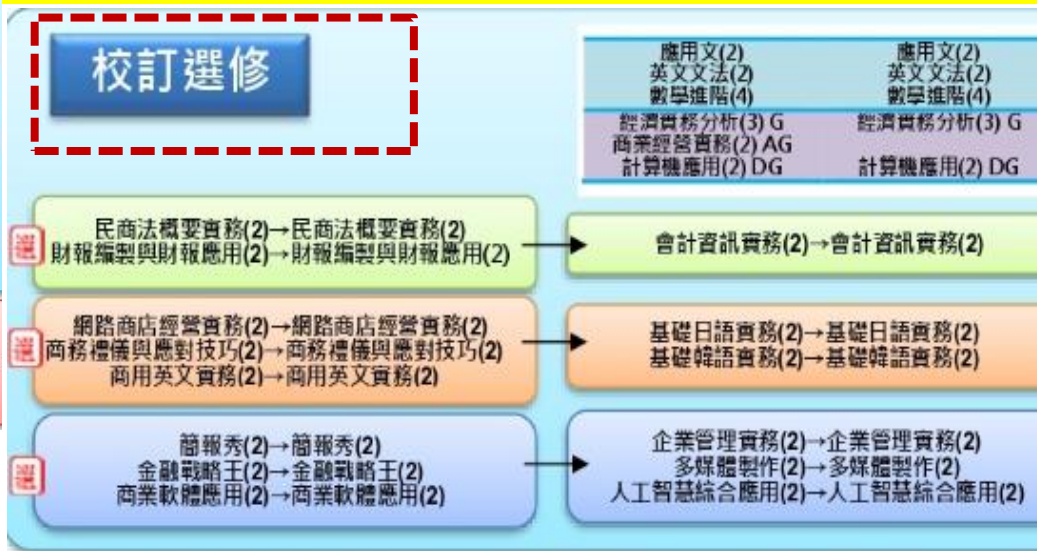 校訂選修
應用文(2) 應用文(2)
英文文法(2) 英文文法(2)
數學進階(4) 數學進階(4)
經濟實務分析(3) G 經濟實務分析(3) G
商業經營實務(2) AG
計算機應用(2) DG 計算機應用(2) DG
選
民商法概要實務(2)→民商法概要實務(2)
財報編製與財報應用(2)→財報編製與財報應用(2)
會計資訊實務(2)→會計資訊實務(2)
選
網路商店經營實務(2)→網路商店經營實務(2)
商務禮儀與應對技巧(2)→商務禮儀與應對技巧(2)
商用英文實務(2)→商用英文實務(2)
基礎日語實務(2)→基礎日語實務(2)
基礎韓語實務(2)→基礎韓語實務(2)
選
簡報秀(2)→簡報秀(2)
金融戰略王(2)→金融戰略王(2)
商業軟體應用(2)→商業軟體應用(2)
企業管理實務(2)→企業管理實務(2)
多媒體製作(2)→多媒體製作(2)
人工智慧綜合應用(2)→人工智慧綜合應用(2)